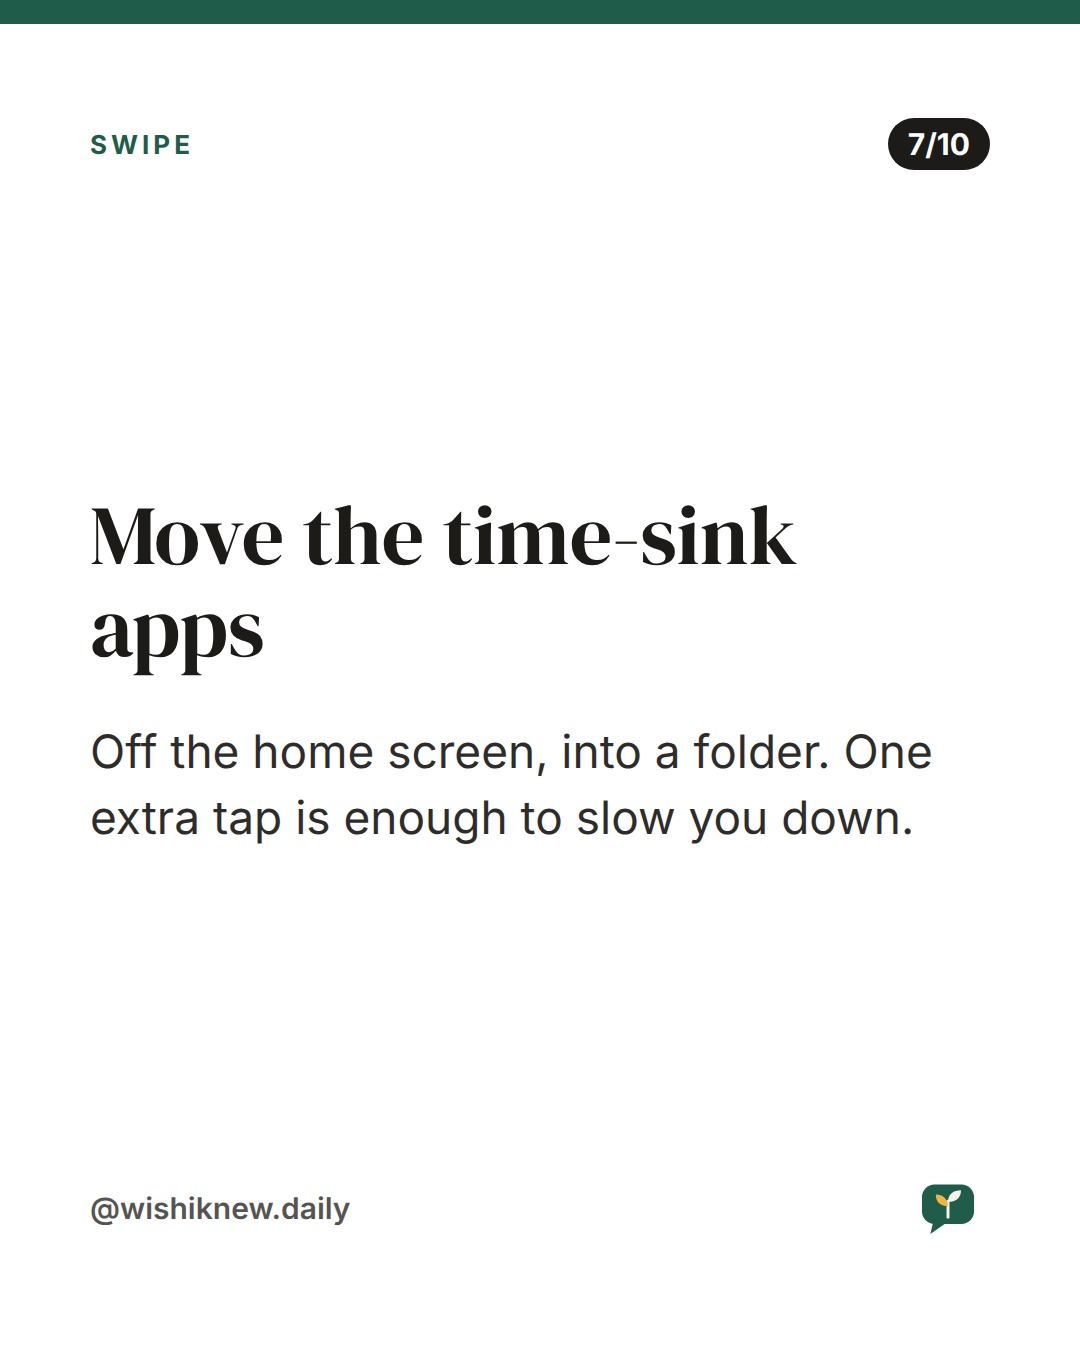 SWIPE
7/10
Move the time-sink
apps
Off the home screen, into a folder. One
extra tap is enough to slow you down.
@wishiknew.daily